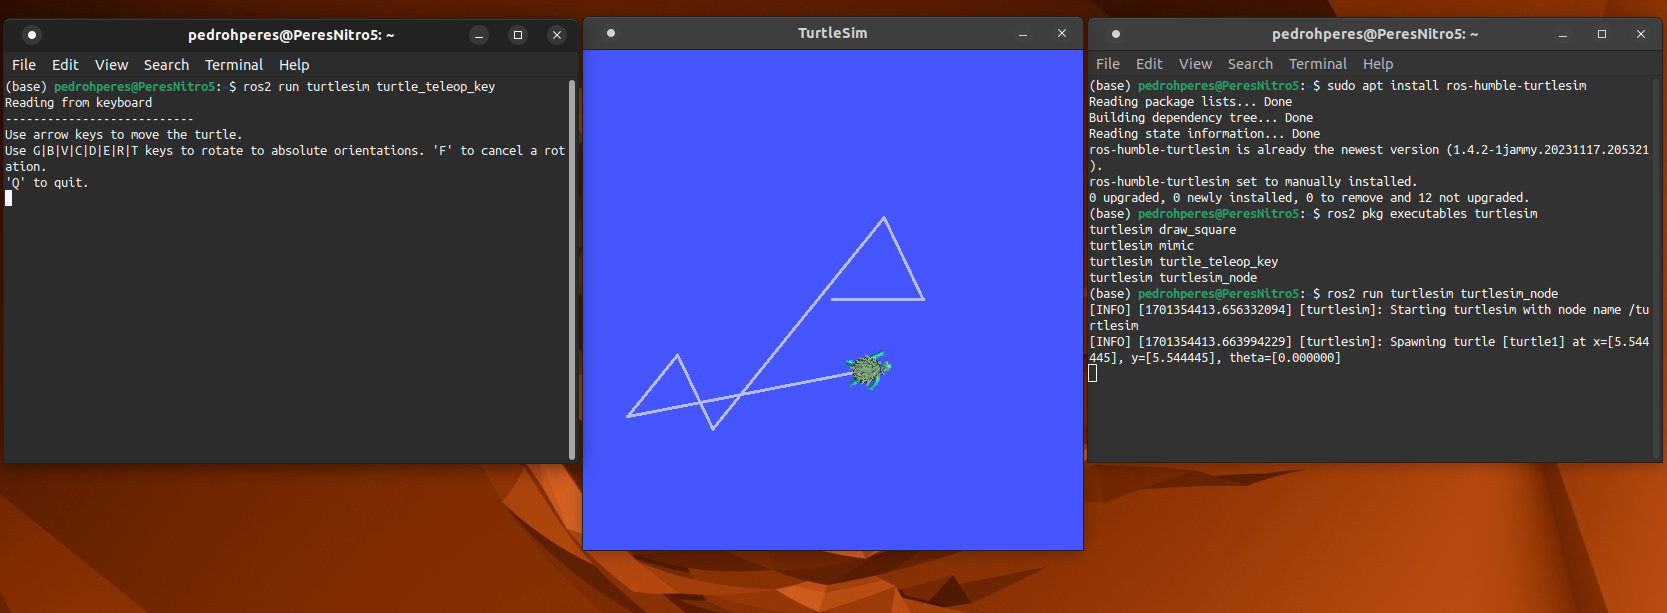 pedrohperes@PeresNitro5: ~
File Edit View Search Terminal Help
(base) pedrohperes@PeresNitro5:~$ ros2 run turtlesim turtle_teleop_key
Reading from keyboard
---------------------------
Use arrow keys to move the turtle.
Use G|B|V|C|D|E|R|T keys to rotate to absolute orientations. 'F' to cancel a rot
ation.
'Q' to quit.
TurtleSim
pedrohperes@PeresNitro5: ~
File Edit View Search Terminal Help
(base) pedrohperes@PeresNitro5:~$ sudo apt install ros-humble-turtlesim
Reading package lists... Done
Building dependency tree... Done
Reading state information... Done
ros-humble-turtlesim is already the newest version (1.4.2-1jammy.20231117.205321
).
ros-humble-turtlesim set to manually installed.
0 upgraded, 0 newly installed, 0 to remove and 12 not upgraded.
(base) pedrohperes@PeresNitro5:~$ ros2 pkg executables turtlesim
turtlesim draw_square
turtlesim mimic
turtlesim turtle_teleop_key
turtlesim turtlesim_node
(base) pedrohperes@PeresNitro5:~$ ros2 run turtlesim turtlesim_node
[INFO] [1701354413.656332094] [turtlesim]: Starting turtlesim with node name /tu
rtlesim
[INFO] [1701354413.663994229] [turtlesim]: Spawning turtle [turtle1] at x=[5.544
445], y=[5.544445], theta=[0.000000]